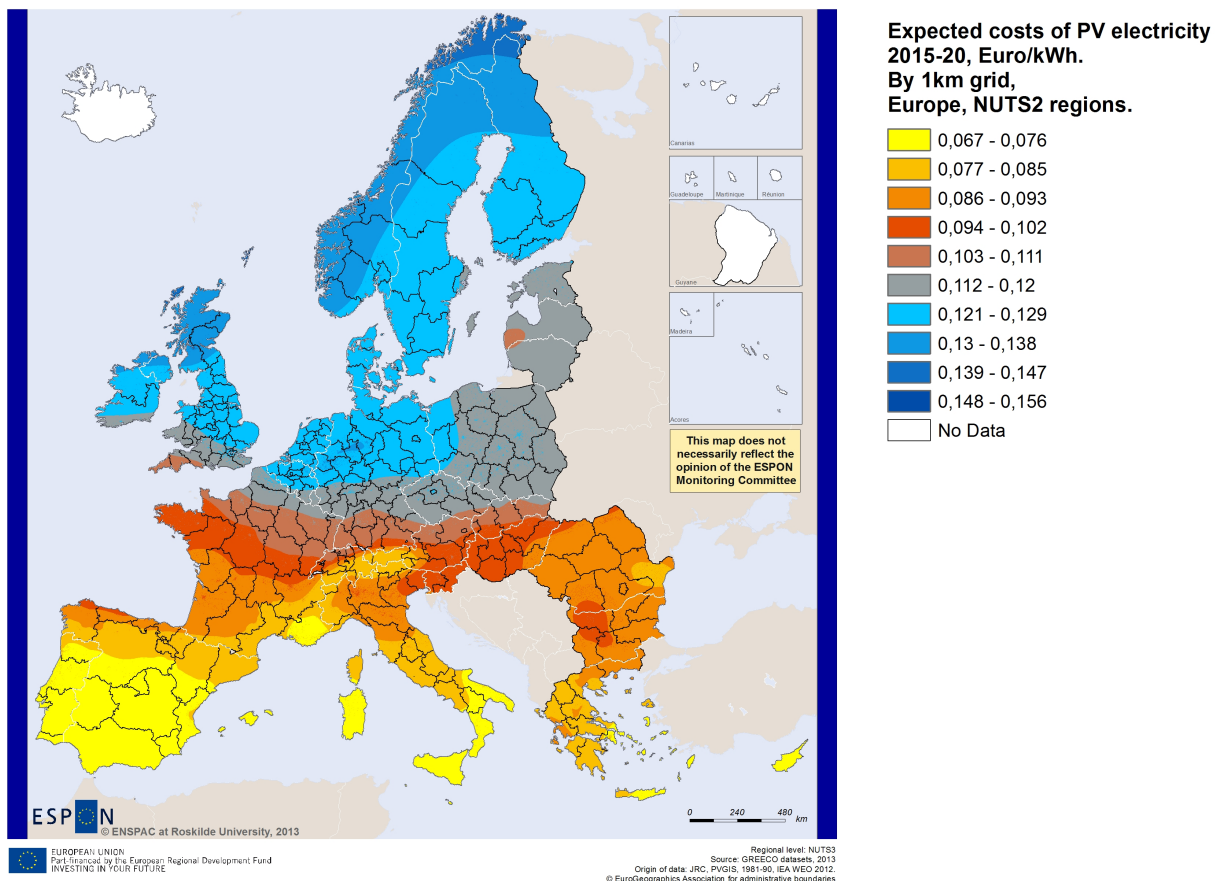 Expected costs of PV electricity
2015-20, Euro/kWh.
By 1km grid,
Europe, NUTS2 regions.
0,067 - 0,076
0,077 - 0,085
0,086 - 0,093
0,094 - 0,102
0,103 - 0,111
0,112 - 0,12
0,121 - 0,129
0,13 - 0,138
0,139 - 0,147
0,148 - 0,156
No Data
Canarias
Guadeloupe
Martinique
Réunion
Guyane
Madeira
Acores
This map does not
necessarily reflect the
opinion of the ESPON
Monitoring Committee
ESPON
© ENSPAC at Roskilde University, 2013
0 240 480
km
EUROPEAN UNION
Part-financed by the European Regional Development Fund
INVESTING IN YOUR FUTURE
Regional level: NUTS3
Source: GREECO datasets, 2013
Origin of data: JRC, PVGIS, 1981-90, IEA WEO 2012.
© EuroGeographics Association for administrative boundaries